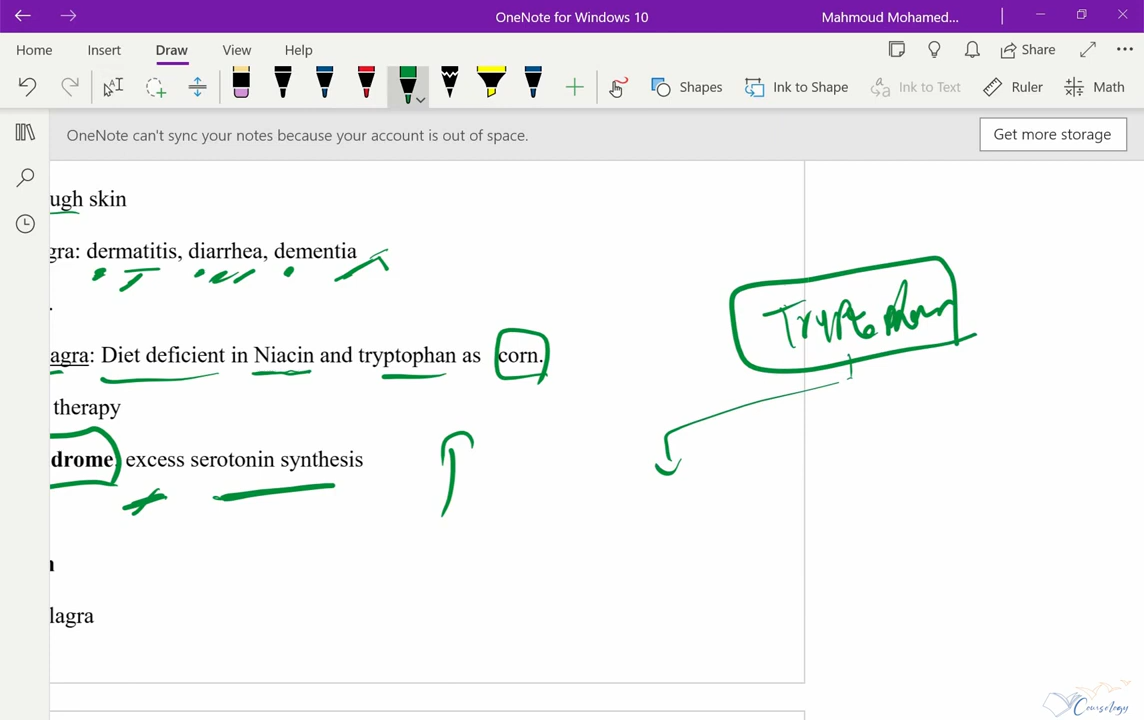 OneNote for Windows 10
Mahmoud Mohamed...
Home Insert Draw View Help
Share
Shapes Ink to Shape Ink to Text Ruler Math
OneNote can't sync your notes because your account is out of space.
Get more storage
ugh skin
gra: dermatitis, diarrhea, dementia
.
agra: Diet deficient in Niacin and tryptophan as corn.
therapy
drome, excess serotonin synthesis
lagra
Tryptophan
Courselogy